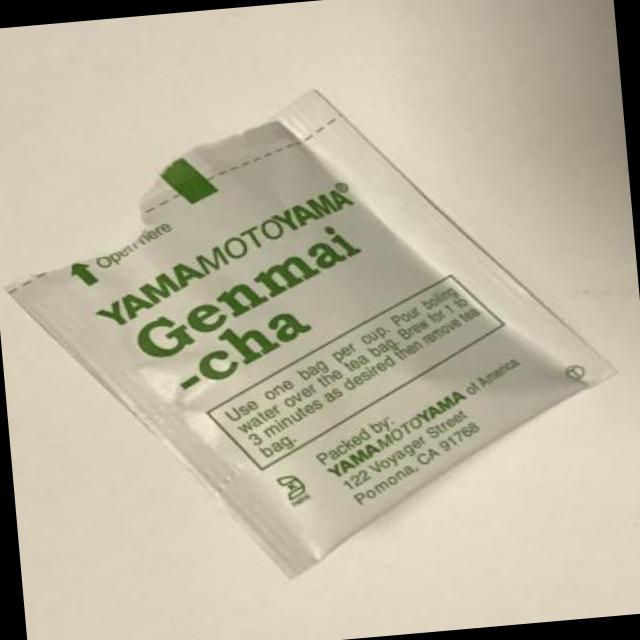 Open Here
YAMAMOTOYAMA®
Genmai
-cha
Use one bag per cup. Pour boiling
water over the tea bag. Brew for 1 to
3 minutes as desired then remove tea
bag.
Packed by:
YAMAMOTOYAMA of America
122 Voyager Street
Pomona, CA 91768